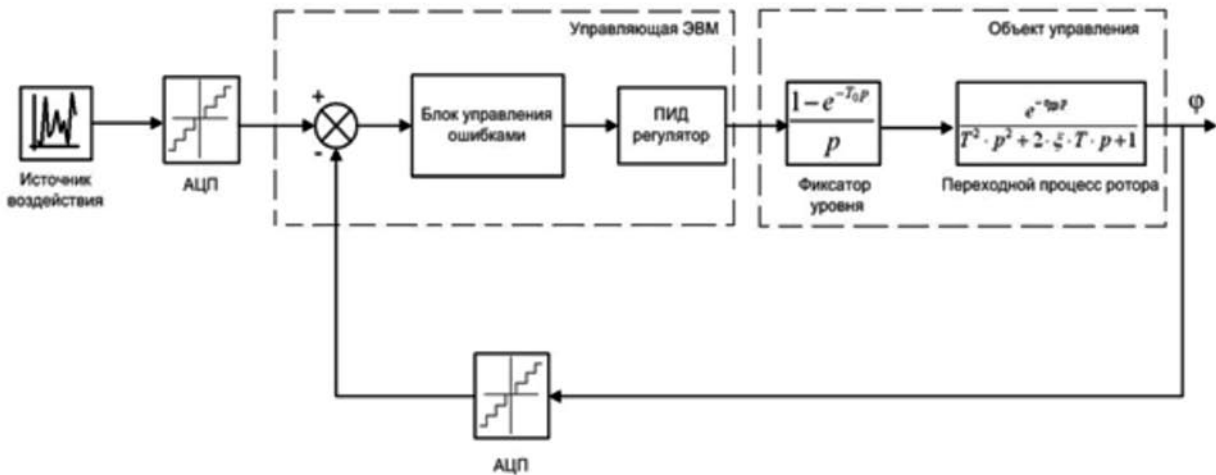 Управляющая ЭВМ
Объект управления
+
-
Блок управления
ошибками
ПИД
регулятор
1 − e^{−T₀p}
p
T² · p² + 2 · ξ · T · p + 1
φ
Источник
воздействия
АЦП
Фиксатор
уровня
Переходной процесс ротора
АЦП